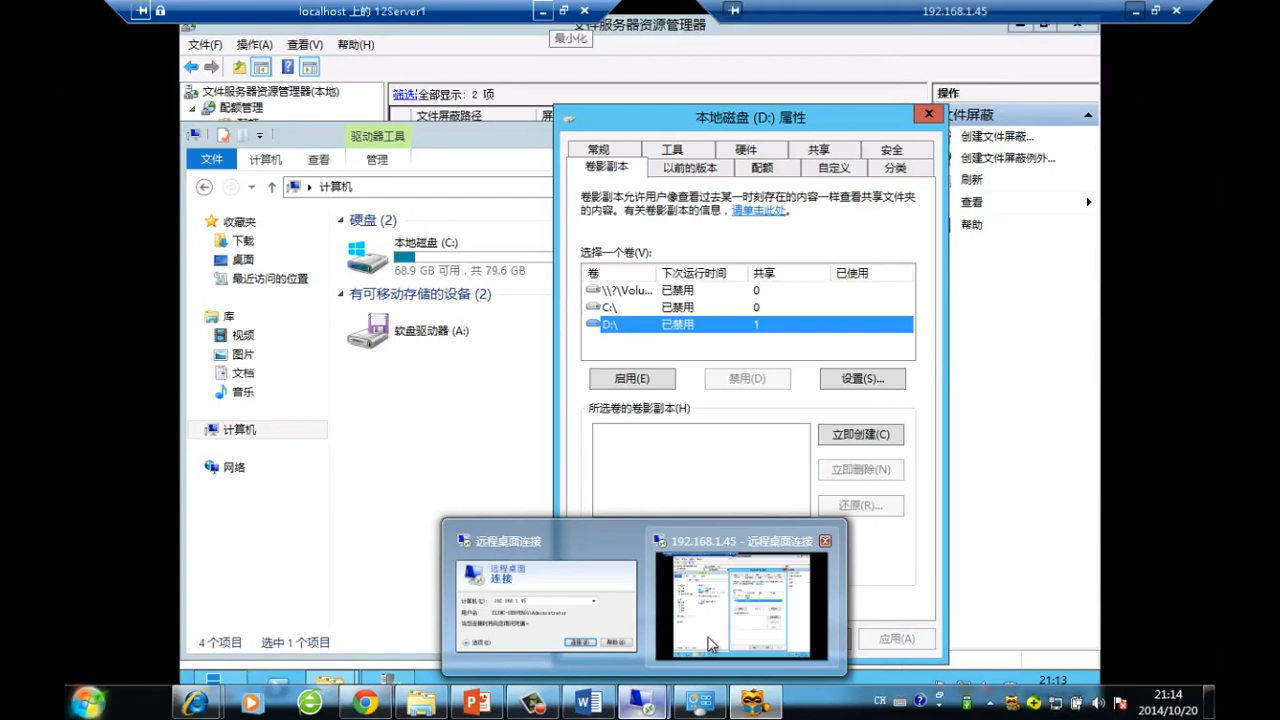 localhost 上的 12Server1
192.168.1.45
文件服务器资源管理器
最小化
文件(F) 操作(A) 查看(V) 帮助(H)
文件服务器资源管理器(本地)
配额管理
筛选: 全部显示: 2 项
文件屏蔽路径
操作
文件屏蔽
创建文件屏蔽...
创建文件屏蔽例外...
刷新
查看
帮助
驱动器工具
文件 计算机 查看 管理
计算机
收藏夹
下载
桌面
最近访问的位置
库
视频
图片
文档
音乐
计算机
网络
硬盘 (2)
本地磁盘 (C:)
68.9 GB 可用，共 79.6 GB
有可移动存储的设备 (2)
软盘驱动器 (A:)
4 个项目 选中 1 个项目
本地磁盘 (D:) 属性
常规 工具 硬件 共享 安全
卷影副本 以前的版本 配额 自定义 分类
卷影副本允许用户像查看过去某一时刻存在的内容一样查看共享文件夹
的内容。有关卷影副本的信息，请单击此处。
选择一个卷(V):
卷 下次运行时间 共享 已使用
\\?\Volu... 已禁用 0
C:\ 已禁用 0
D:\ 已禁用 1
启用(E) 禁用(D) 设置(S)...
所选卷的卷影副本(H)
立即创建(C)
立即删除(N)
还原(R)...
应用(A)
远程桌面连接
192.168.1.45 - 远程桌面连接
远程桌面
连接
计算机(C): 192.168.1.45
21:13
CH
21:14
2014/10/20